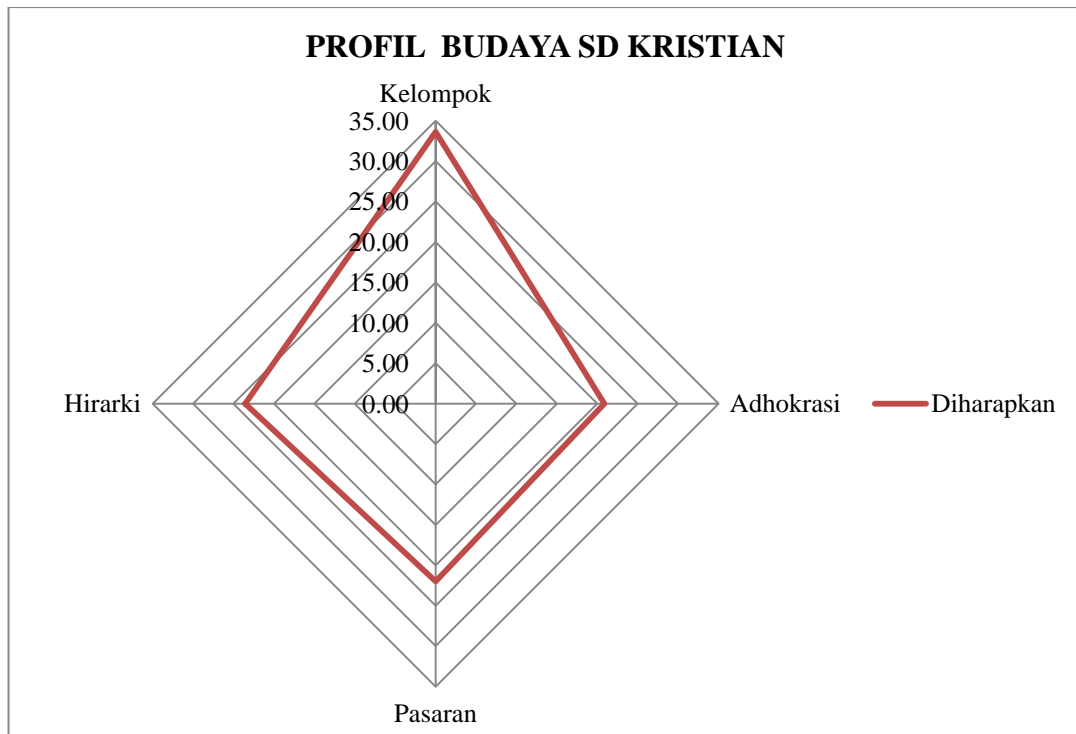 PROFIL  BUDAYA SD KRISTIAN
Kelompok
35.00
30.00
25.00
20.00
15.00
10.00
5.00
0.00
Hirarki
Adhokrasi
Diharapkan
Pasaran